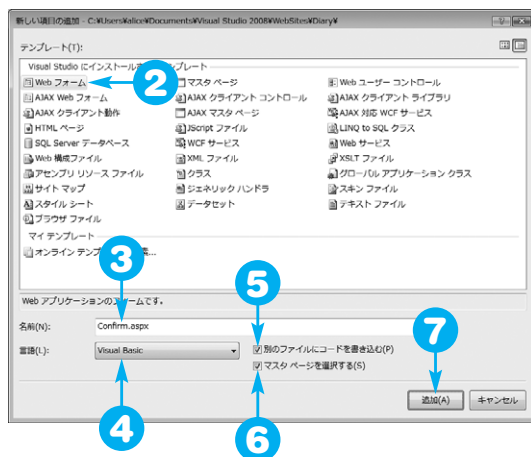 新しい項目の追加 - C:¥Users¥alice¥Documents¥Visual Studio 2008¥WebSites¥Diary¥
テンプレート(T):
Visual Studio にインストール テンプレート
Web フォーム
2
マスタ ページ
Web ユーザー コントロール
AJAX Web フォーム
AJAX クライアント コントロール
AJAX クライアント ライブラリ
AJAX クライアント動作
AJAX マスタ ページ
AJAX 対応 WCF サービス
HTML ページ
JScript ファイル
LINQ to SQL クラス
SQL Server データベース
WCF サービス
Web サービス
Web 構成ファイル
XML ファイル
XSLT ファイル
アセンブリ リソース ファイル
クラス
グローバル アプリケーション クラス
サイト マップ
ジェネリック ハンドラ
スキン ファイル
スタイル シート
データセット
テキスト ファイル
ブラウザ ファイル
マイ テンプレート
オンライン テンプ ...
3
5
Web アプリケーションの ォームです。
7
名前(N):
Confirm.aspx
言語(L):
Visual Basic
別のファイルにコードを書き込む(P)
マスタ ページを選択する(S)
4
6
追加(A)
キャンセル